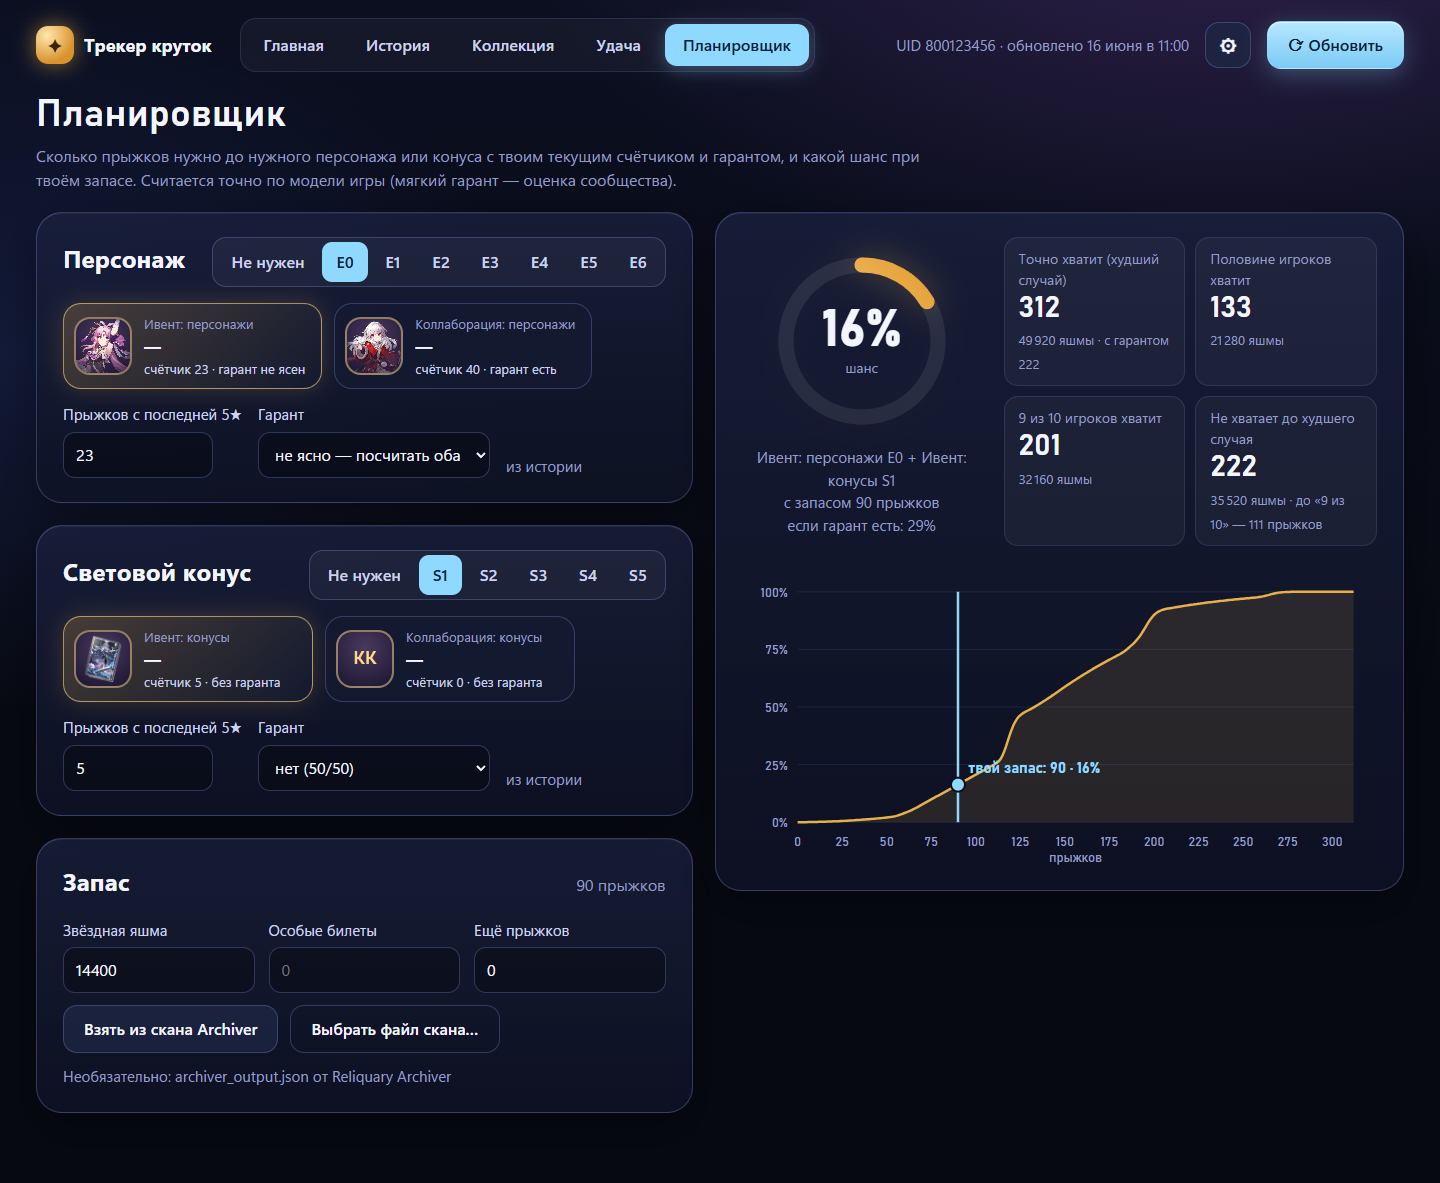 Трекер круток
Главная
История
Коллекция
Удача
Планировщик
UID 800123456 · обновлено 16 июня в 11:00
Обновить
Планировщик
Сколько прыжков нужно до нужного персонажа или конуса с твоим текущим счётчиком и гарантом, и какой шанс при
твоём запасе. Считается точно по модели игры (мягкий гарант — оценка сообщества).
Персонаж
Не нужен
E0
E1
E2
E3
E4
E5
E6
Ивент: персонажи
—
счётчик 23 · гарант не ясен
Коллаборация: персонажи
—
счётчик 40 · гарант есть
Прыжков с последней 5★
Гарант
23
не ясно — посчитать оба
из истории
Световой конус
Не нужен
S1
S2
S3
S4
S5
Ивент: конусы
—
счётчик 5 · без гаранта
КК
Коллаборация: конусы
—
счётчик 0 · без гаранта
Прыжков с последней 5★
Гарант
5
нет (50/50)
из истории
Запас
90 прыжков
Звёздная яшма
Особые билеты
Ещё прыжков
14400
0
0
Взять из скана Archiver
Выбрать файл скана...
Необязательно: archiver_output.json от Reliquary Archiver
16%
шанс
Ивент: персонажи E0 + Ивент:
конусы S1
с запасом 90 прыжков
если гарант есть: 29%
Точно хватит (худший
случай)
312
49 920 яшмы · с гарантом
222
Половине игроков
хватит
133
21 280 яшмы
9 из 10 игроков хватит
201
32 160 яшмы
Не хватает до худшего
случая
222
35 520 яшмы · до «9 из
10» — 111 прыжков
100%
75%
50%
25%
0%
твой запас: 90 · 16%
0 25 50 75 100 125 150 175 200 225 250 275 300
прыжков